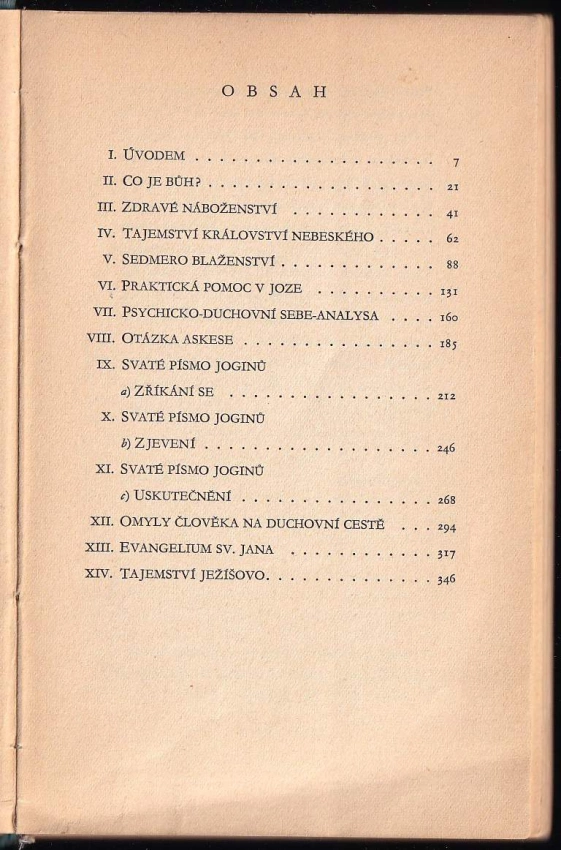 OBSAH
I. ÚVODEM . . . . . . . . . . . . . . . . . . . . 7
II. CO JE BŮH? . . . . . . . . . . . . . . . . . . . 21
III. ZDRAVÉ NÁBOŽENSTVÍ . . . . . . . . . . . . 41
IV. TAJEMSTVÍ KRÁLOVSTVÍ NEBESKÉHO . . . . . 62
V. SEDMERO BLAŽENSTVÍ . . . . . . . . . . . . . 88
VI. PRAKTICKÁ POMOC V JOZE . . . . . . . . . . 131
VII. PSYCHICKO-DUCHOVNÍ SEBE-ANALYSA . . . . 160
VIII. OTÁZKA ASKESE . . . . . . . . . . . . . . . . 185
IX. SVATÉ PÍSMO JOGINŮ
a) ZŘÍKÁNÍ SE . . . . . . . . . . . . . . . 212
X. SVATÉ PÍSMO JOGINŮ
b) ZJEVENÍ . . . . . . . . . . . . . . . . . . . 246
XI. SVATÉ PÍSMO JOGINŮ
c) USKUTEČNĚNÍ . . . . . . . . . . . . . . . . 268
XII. OMYLY ČLOVĚKA NA DUCHOVNÍ CESTĚ . . . 294
XIII. EVANGELIUM SV. JANA . . . . . . . . . . . . 317
XIV. TAJEMSTVÍ JEŽÍŠOVO. . . . . . . . . . . . . . 346